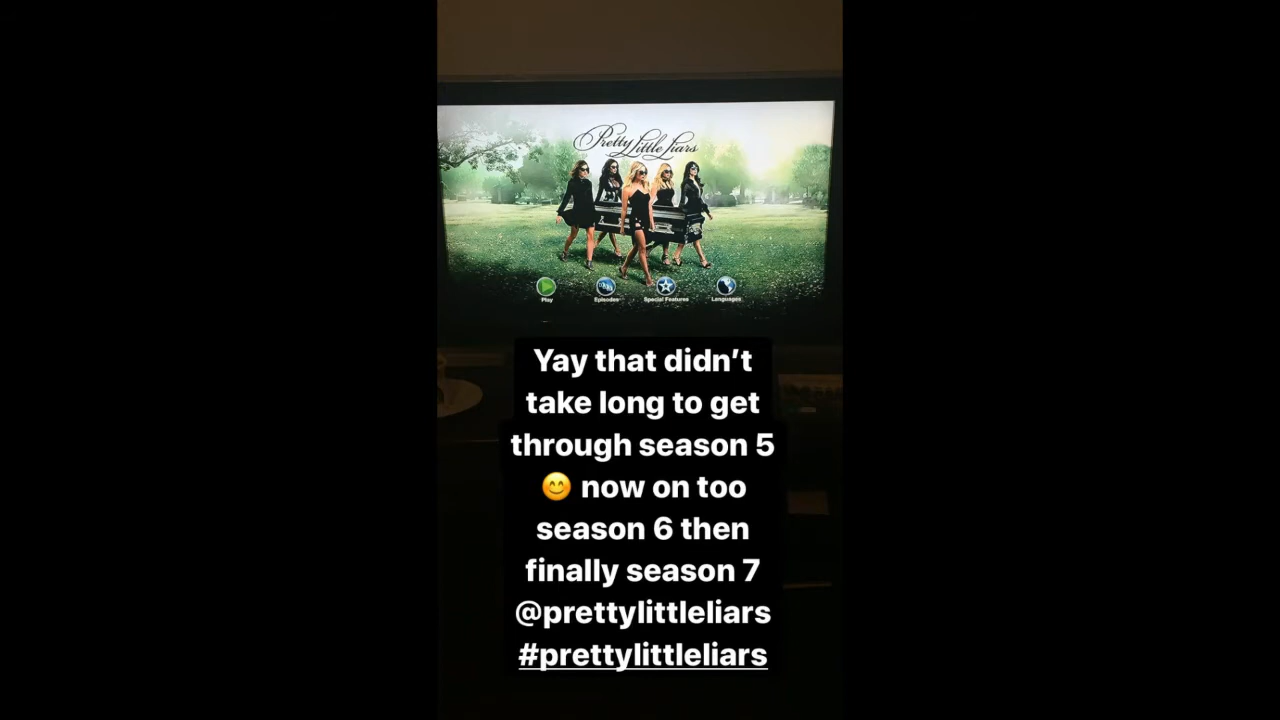 Pretty Little Liars
Play
Episodes
Special Features
Languages
Yay that didn’t
take long to get
through season 5
😊 now on too
season 6 then
finally season 7
@prettylittleliars
#prettylittleliars